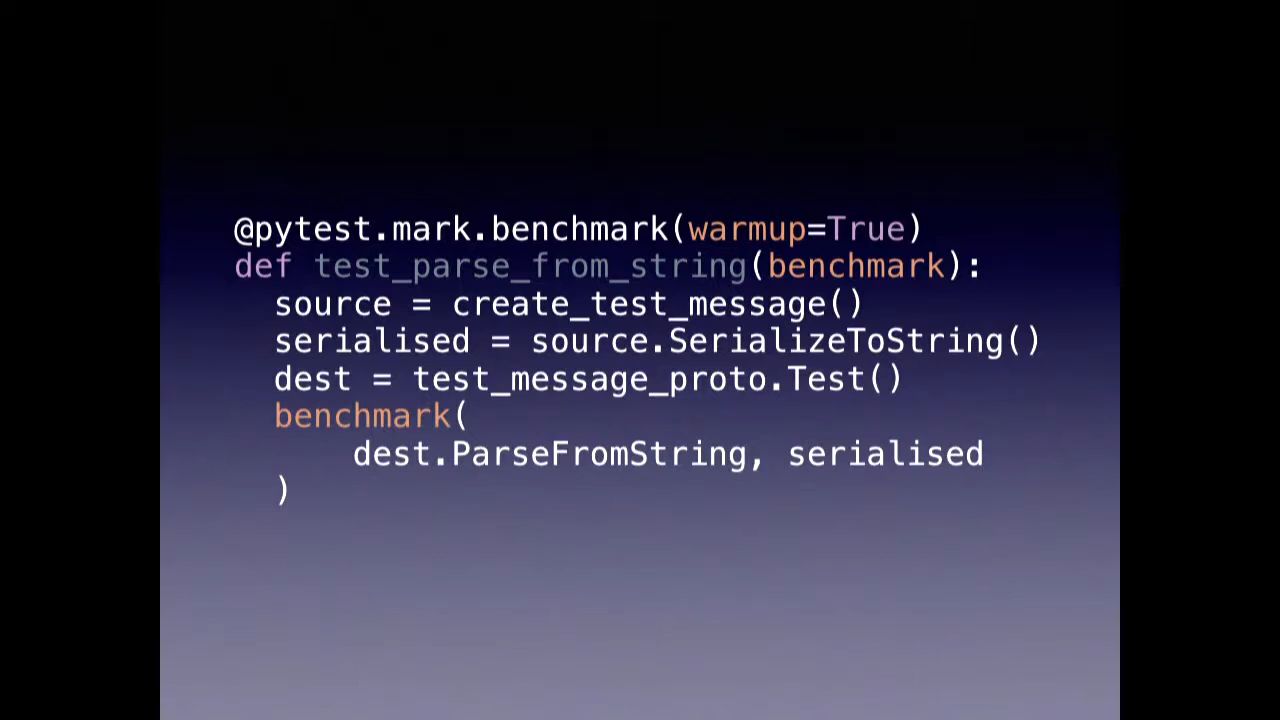 @pytest.mark.benchmark(warmup=True)
def test_parse_from_string(benchmark):
  source = create_test_message()
  serialised = source.SerializeToString()
  dest = test_message_proto.Test()
  benchmark(
      dest.ParseFromString, serialised
  )